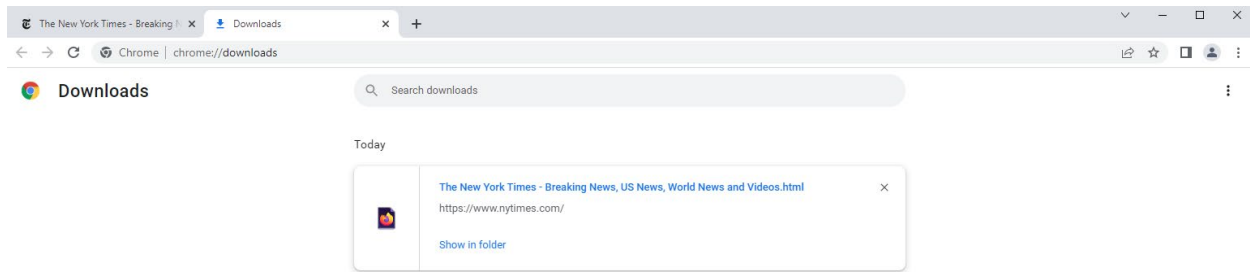 The New York Times - Breaking N
Downloads
Chrome | chrome://downloads
Downloads
Search downloads
Today
The New York Times - Breaking News, US News, World News and Videos.html
https://www.nytimes.com/
Show in folder